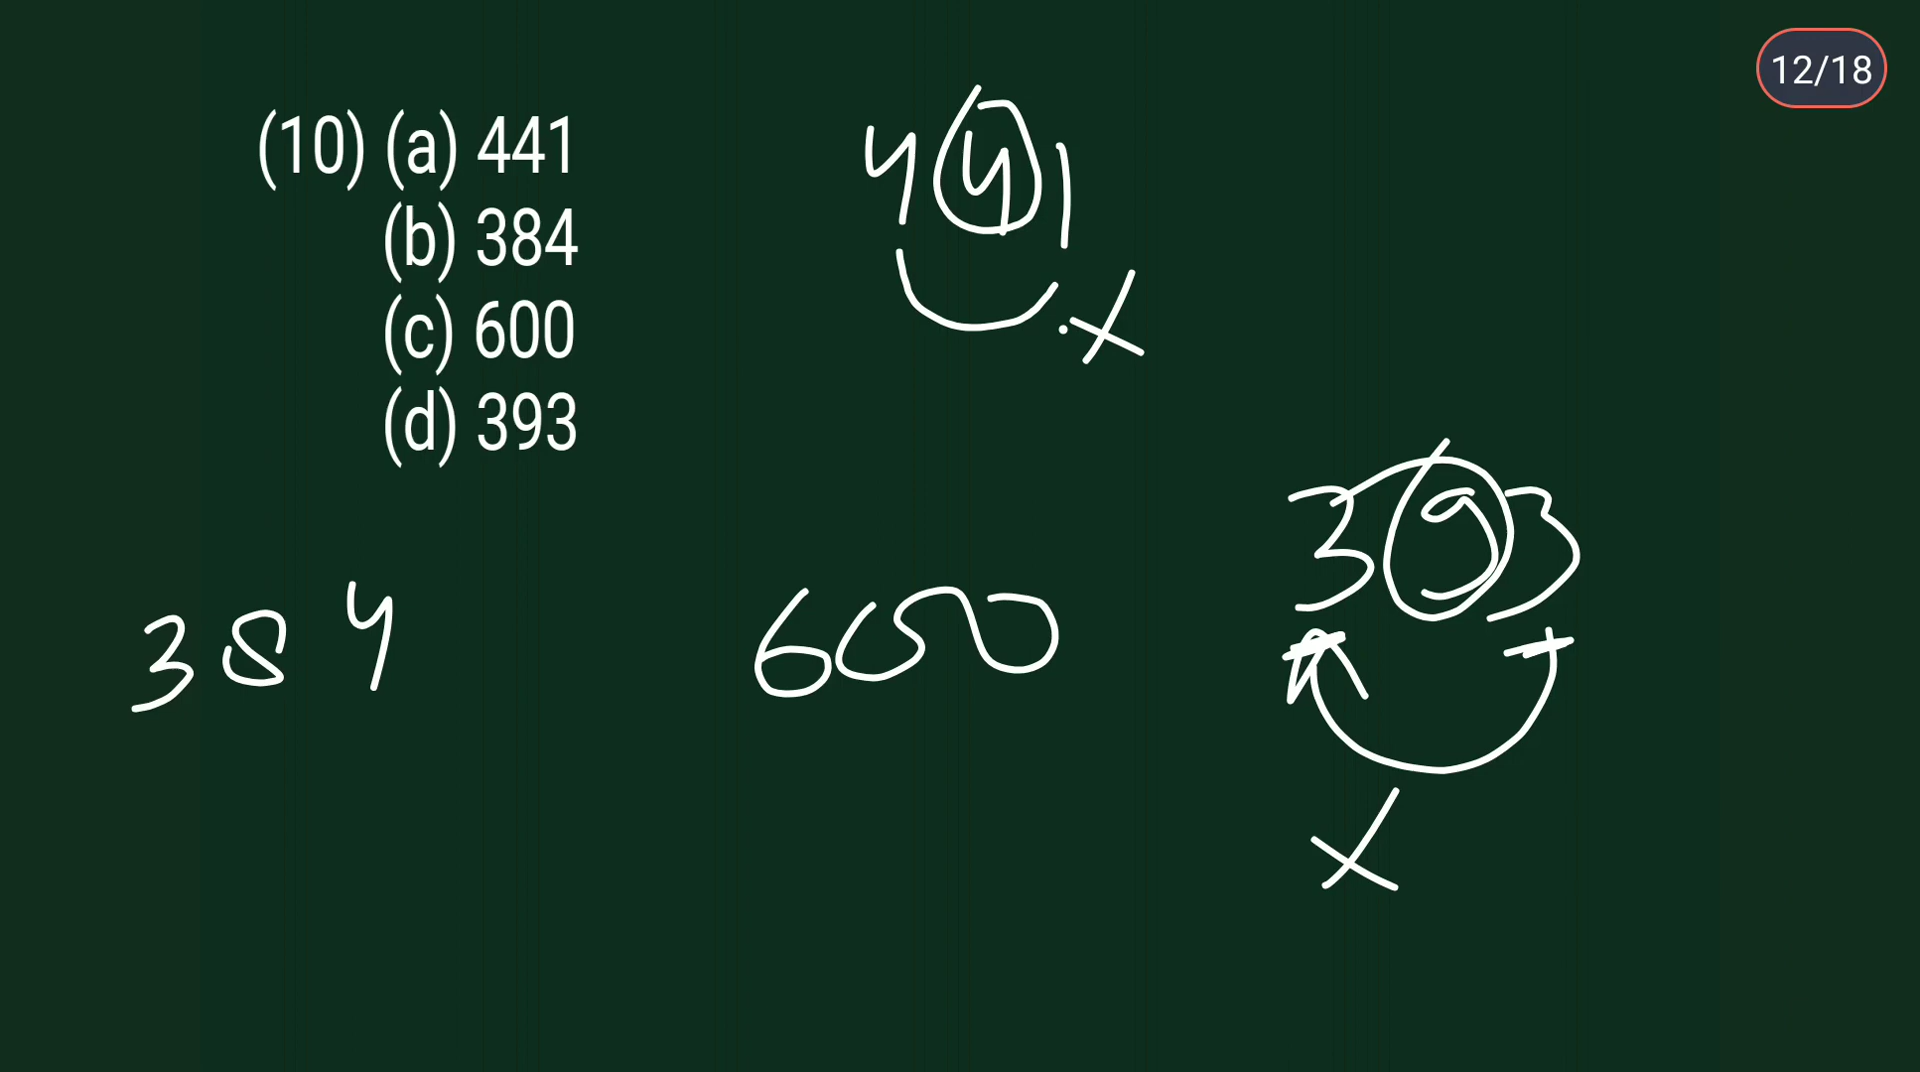 12/18
(10) (a) 441
(b) 384
(c) 600
(d) 393
441
393
384
600